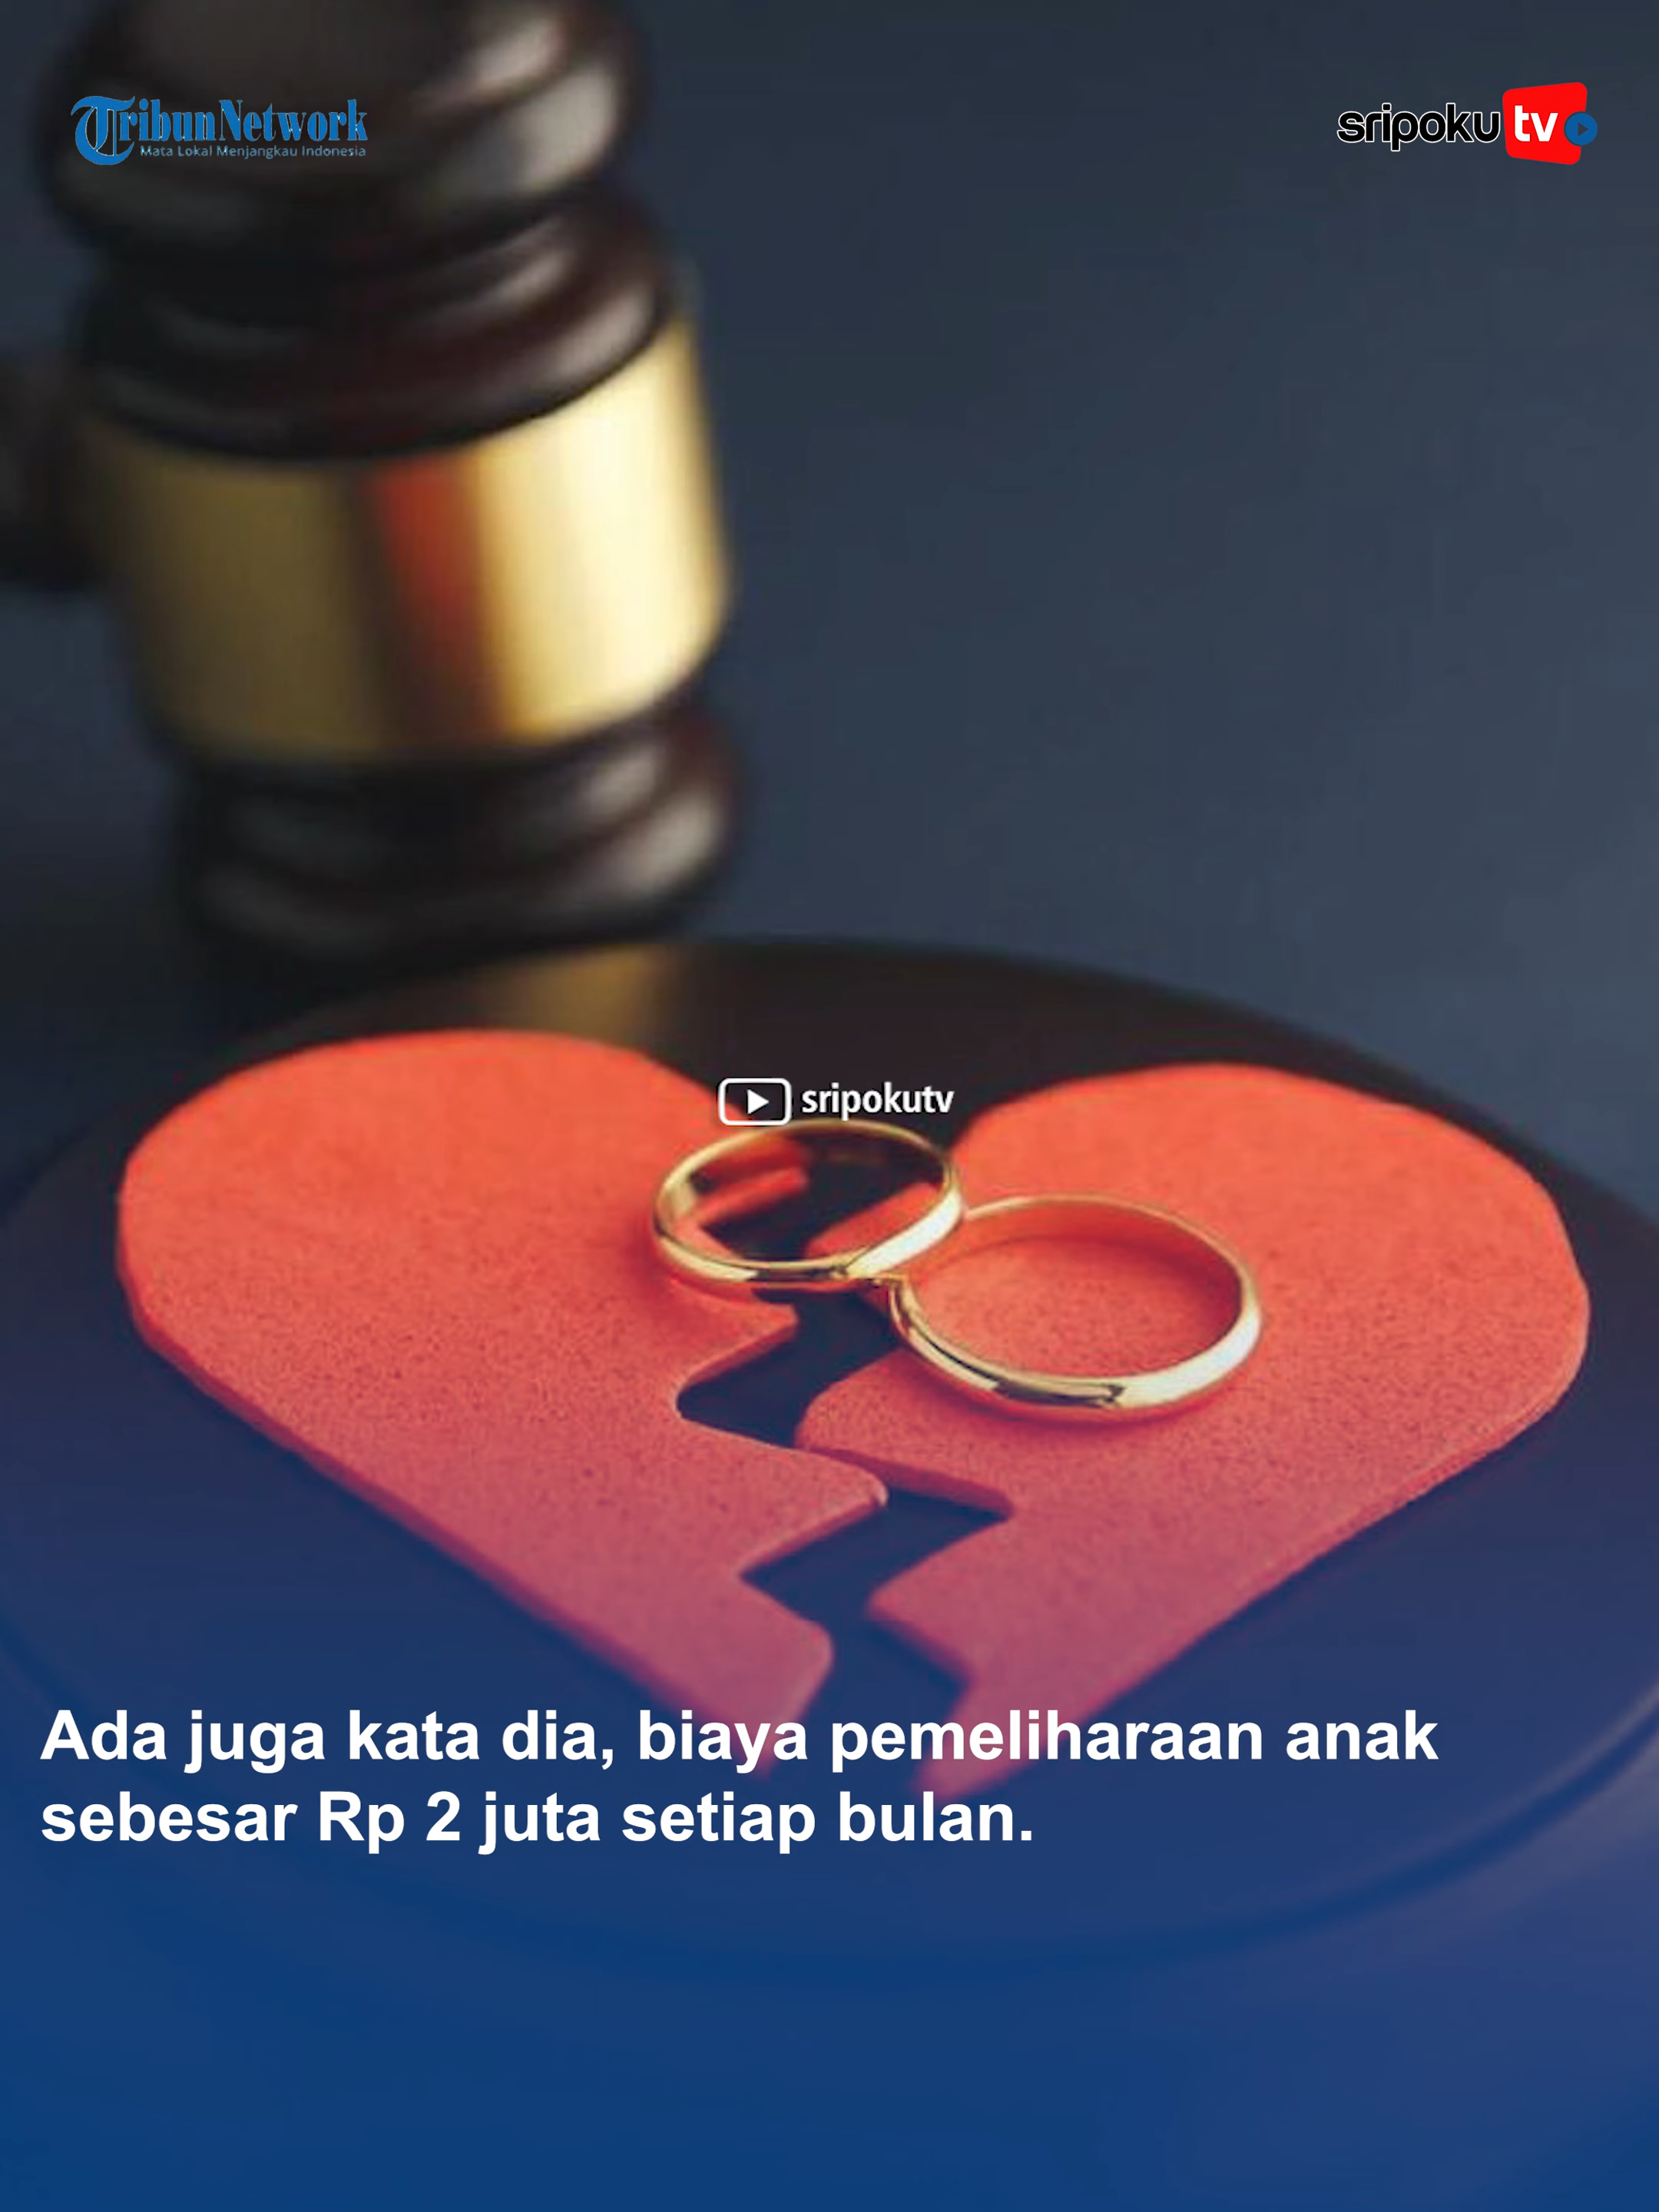 TribunNetwork
Mata Lokal Menjangkau Indonesia
sripoku tv
sripokutv
Ada juga kata dia, biaya pemeliharaan anak
sebesar Rp 2 juta setiap bulan.